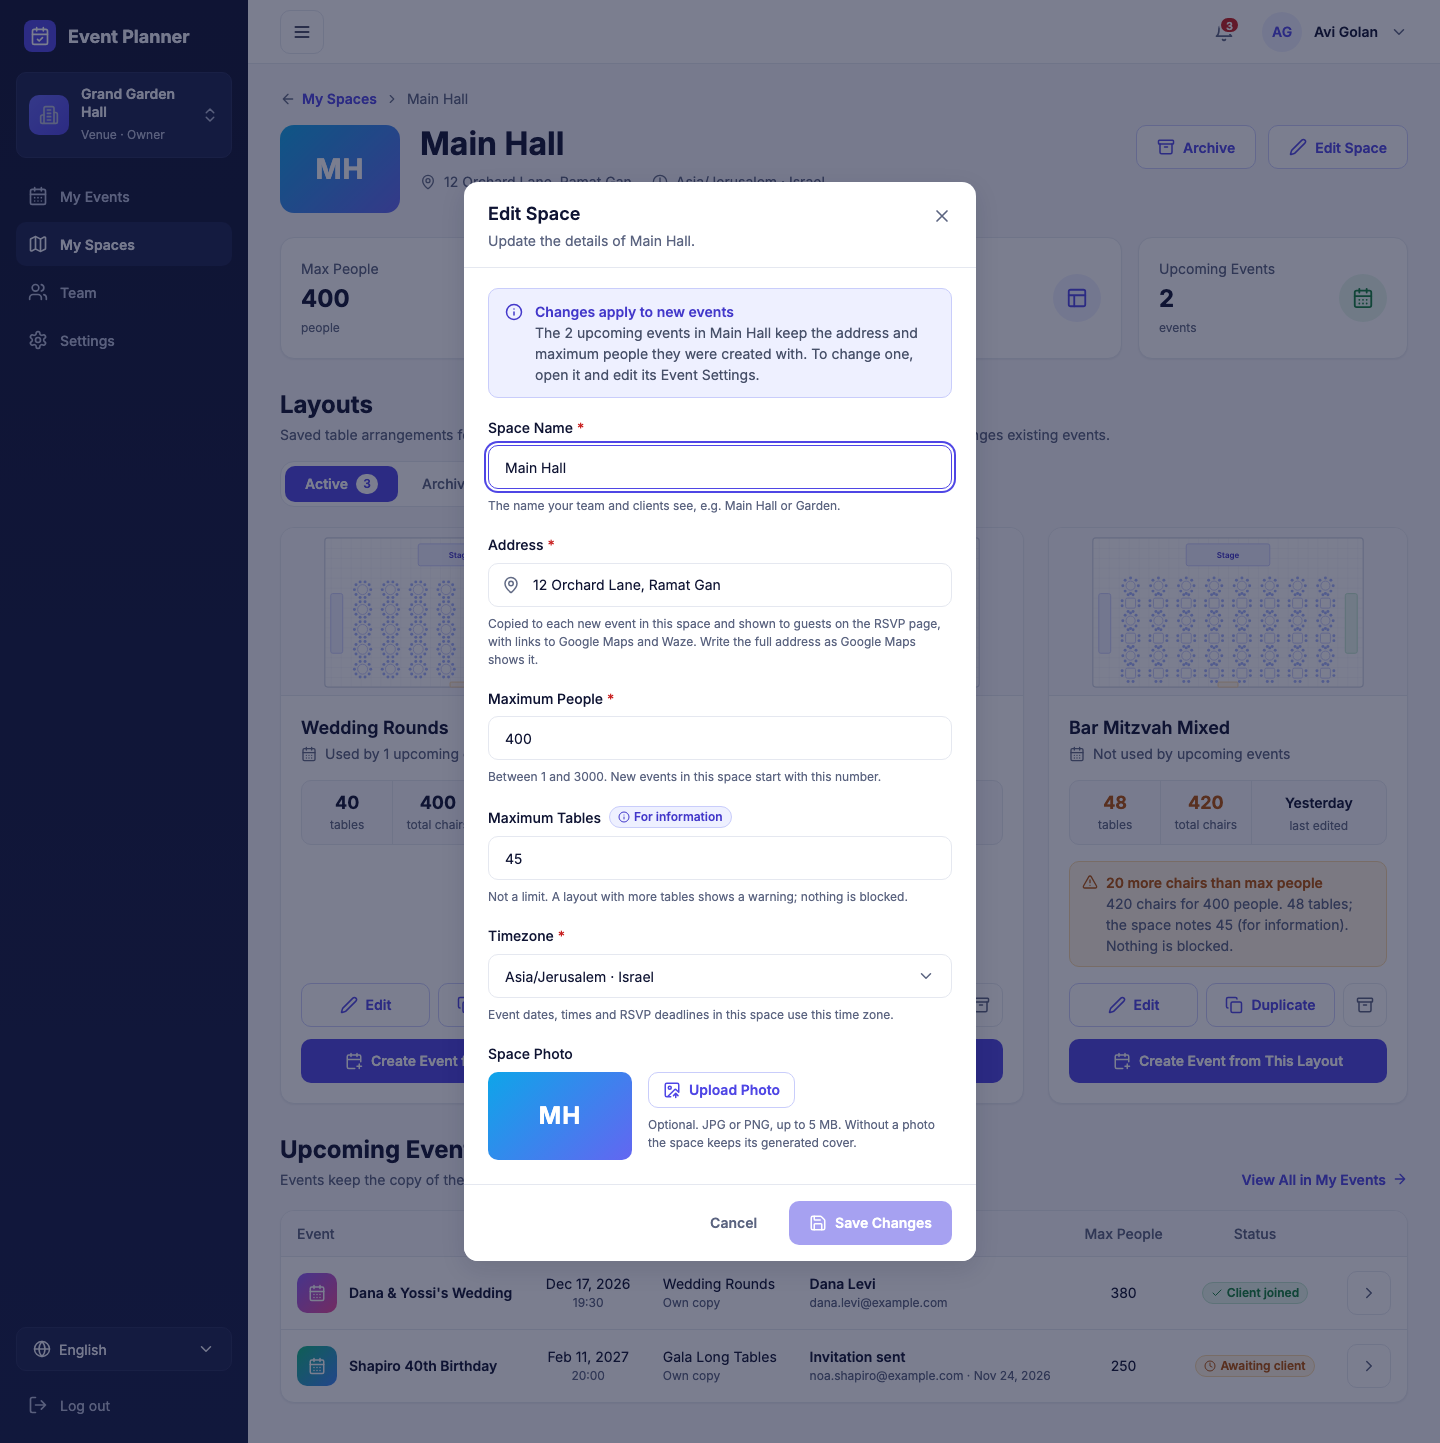 Event Planner
Grand Garden
Hall
Venue · Owner
My Events
My Spaces
Team
Settings
English
Log out
3
AG
Avi Golan
My Spaces
Main Hall
MH
Main Hall
12 Orchard Lane, Ramat Gan
Asia/Jerusalem · Israel
Archive
Edit Space
Max People
400
people
Upcoming Events
2
events
Layouts
Saved table arrangements
existing events.
Active 3
Stage
Wedding Rounds
Used by 1 upcoming
40
tables
400
total
Edit
Create Event
Stage
Bar Mitzvah Mixed
Not used by upcoming events
48
tables
420
total chairs
Yesterday
last edited
20 more chairs than max people
420 chairs for 400 people. 48 tables;
the space notes 45 (for information).
Nothing is blocked.
Edit
Duplicate
Create Event from This Layout
Upcoming
Events keep the copy of the
View All in My Events
Event
Max People
Status
Dana & Yossi's Wedding
Dec 17, 2026
19:30
Wedding Rounds
Own copy
Dana Levi
dana.levi@example.com
380
Client joined
Shapiro 40th Birthday
Feb 11, 2027
20:00
Gala Long Tables
Own copy
Invitation sent
noa.shapiro@example.com · Nov 24, 2026
250
Awaiting client
Edit Space
Update the details of Main Hall.
Changes apply to new events
The 2 upcoming events in Main Hall keep the address and
maximum people they were created with. To change one,
open it and edit its Event Settings.
Space Name *
Main Hall
The name your team and clients see, e.g. Main Hall or Garden.
Address *
12 Orchard Lane, Ramat Gan
Copied to each new event in this space and shown to guests on the RSVP page,
with links to Google Maps and Waze. Write the full address as Google Maps
shows it.
Maximum People *
400
Between 1 and 3000. New events in this space start with this number.
Maximum Tables
For information
45
Not a limit. A layout with more tables shows a warning; nothing is blocked.
Timezone *
Asia/Jerusalem · Israel
Event dates, times and RSVP deadlines in this space use this time zone.
Space Photo
MH
Upload Photo
Optional. JPG or PNG, up to 5 MB. Without a photo
the space keeps its generated cover.
Cancel
Save Changes